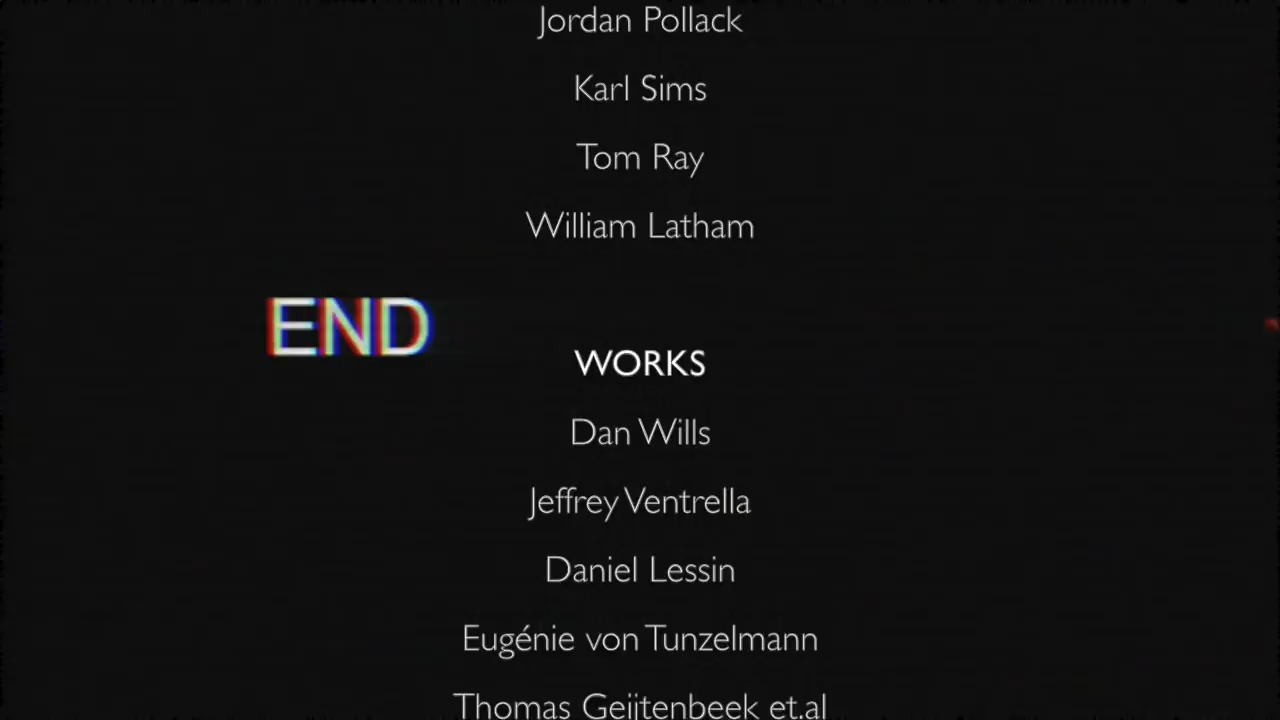 Jordan Pollack
Karl Sims
Tom Ray
William Latham
END
WORKS
Dan Wills
Jeffrey Ventrella
Daniel Lessin
Eugénie von Tunzelmann
Thomas Geijtenbeek et.al